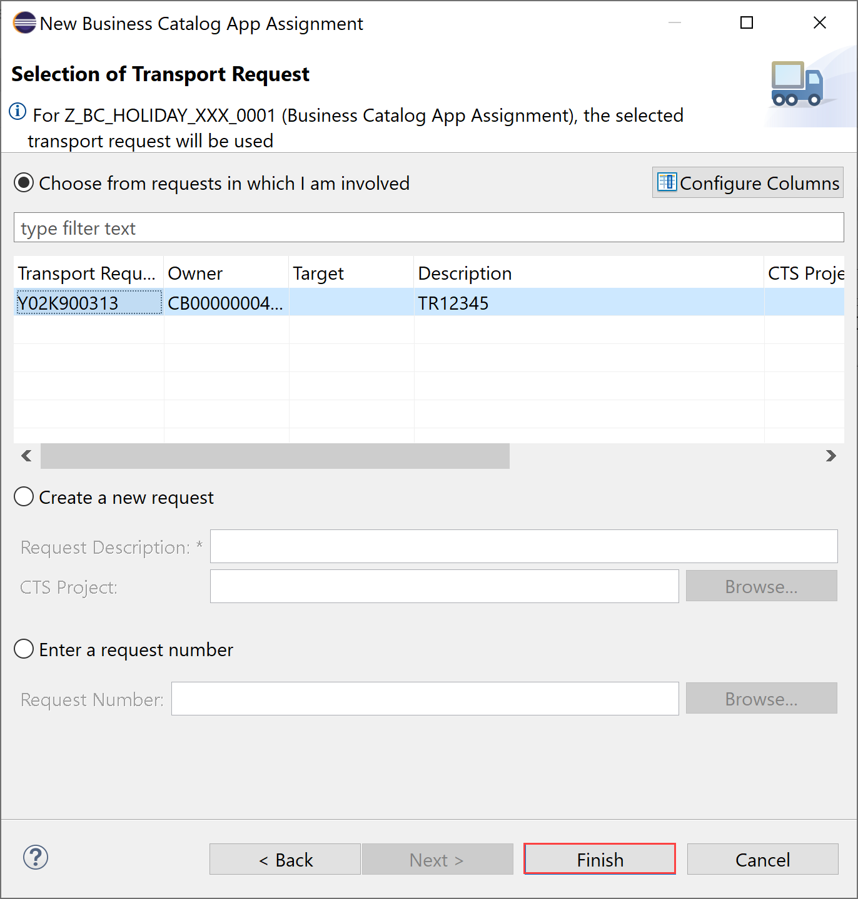 New Business Catalog App Assignment
Selection of Transport Request
For Z_BC_HOLIDAY_XXX_0001 (Business Catalog App Assignment), the selected
transport request will be used
Choose from requests in which I am involved
Configure Columns
type filter text
Transport Requ... Owner Target Description CTS Proje
Y02K900313 CB00000004... TR12345
Create a new request
Request Description: *
CTS Project: Browse...
Enter a request number
Request Number: Browse...
? < Back Next > Finish Cancel